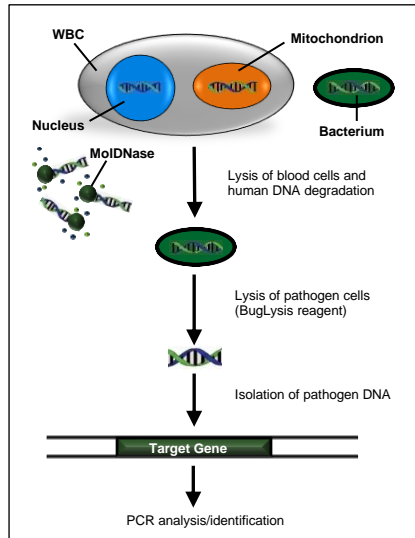 WBC
Mitochondrion
Nucleus
Bacterium
MolDNase
Lysis of blood cells and
human DNA degradation
Lysis of pathogen cells
(BugLysis reagent)
Isolation of pathogen DNA
Target Gene
PCR analysis/identification